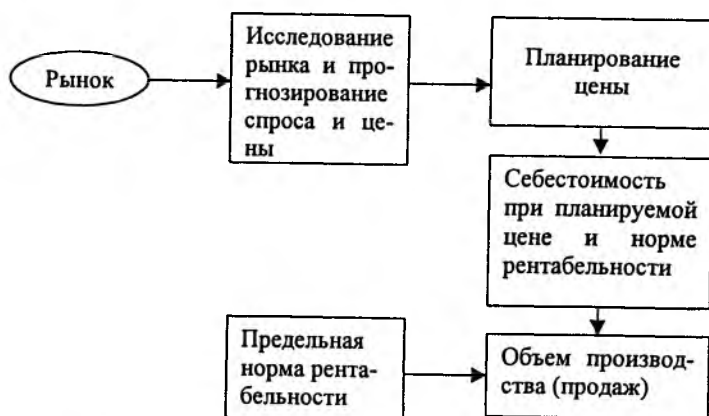 Рынок
Исследование
рынка и про-
гнозирование
спроса и це-
ны
Планирование
цены
Себестоимость
при планируемой
цене и норме
рентабельности
Предельная
норма рента-
бельности
Объем производ-
ства (продаж)